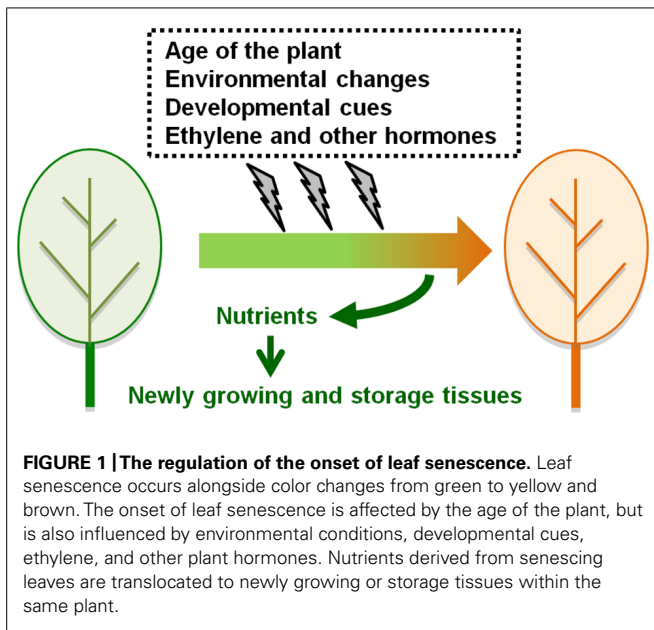 Age of the plant
Environmental changes
Developmental cues
Ethylene and other hormones
Nutrients
Newly growing and storage tissues
FIGURE 1 | The regulation of the onset of leaf senescence. Leaf
senescence occurs alongside color changes from green to yellow and
brown. The onset of leaf senescence is affected by the age of the plant, but
is also influenced by environmental conditions, developmental cues,
ethylene, and other plant hormones. Nutrients derived from senescing
leaves are translocated to newly growing or storage tissues within the
same plant.